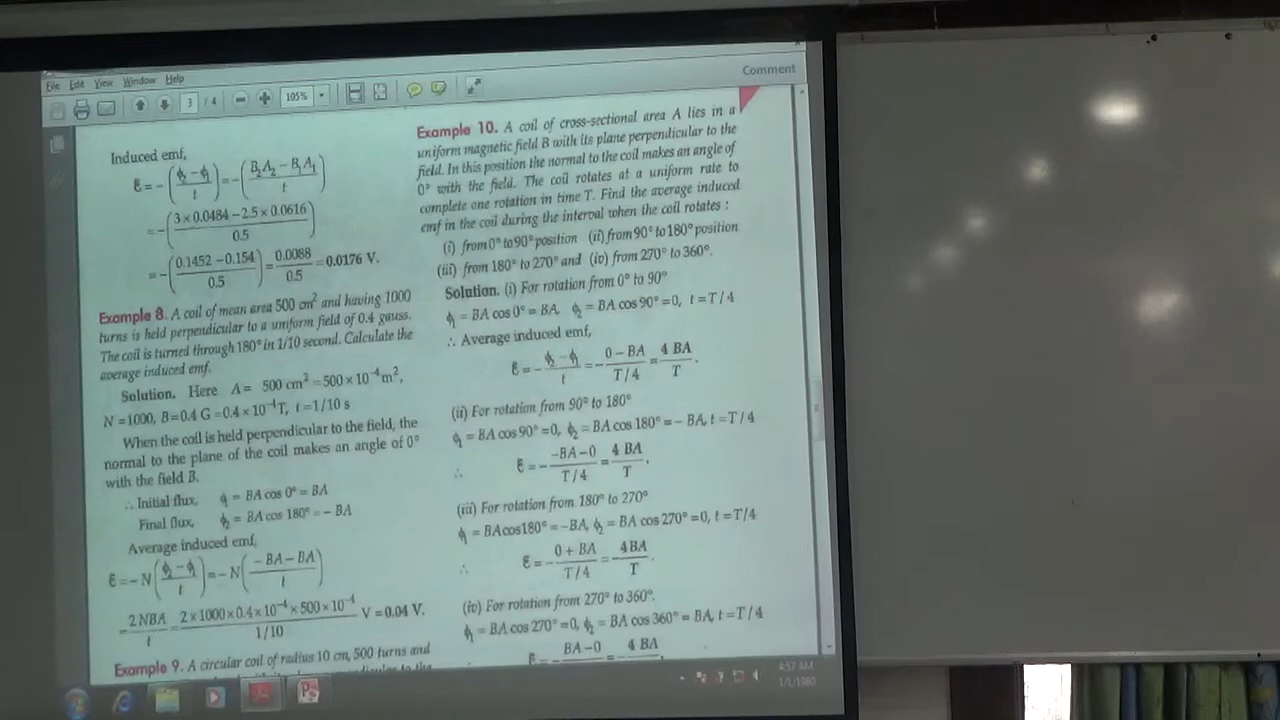 File Edit View Window Help
Comment
3 / 4 105%
Induced emf,
ℰ = −(ϕ₂ − ϕ₁ / t) = −(B₂A₂ − B₁A₁ / t)
= −(3 × 0.0484 − 2.5 × 0.0616 / 0.5)
= −(0.1452 − 0.154 / 0.5) = 0.0088 / 0.5 = 0.0176 V.
Example 8. A coil of mean area 500 cm² and having 1000
turns is held perpendicular to a uniform field of 0.4 gauss.
The coil is turned through 180° in 1/10 second. Calculate the
average induced emf.
Solution. Here A = 500 cm² = 500 × 10⁻⁴ m²,
N = 1000, B = 0.4 G = 0.4 × 10⁻⁴ T, t = 1/10 s
When the coil is held perpendicular to the field, the
normal to the plane of the coil makes an angle of 0°
with the field B.
∴ Initial flux, ϕ₁ = BA cos 0° = BA
Final flux, ϕ₂ = BA cos 180° = − BA
Average induced emf,
ℰ = − N(ϕ₂ − ϕ₁ / t) = − N(− BA − BA / t)
= 2 NBA / t = 2 × 1000 × 0.4 × 10⁻⁴ × 500 × 10⁻⁴ / 1/10 V = 0.04 V.
Example 9. A circular coil of radius 10 cm, 500 turns and
Example 10. A coil of cross-sectional area A lies in a
uniform magnetic field B with its plane perpendicular to the
field. In this position the normal to the coil makes an angle of
0° with the field. The coil rotates at a uniform rate to
complete one rotation in time T. Find the average induced
emf in the coil during the interval when the coil rotates :
(i) from 0° to 90° position (ii) from 90° to 180° position
(iii) from 180° to 270° and (iv) from 270° to 360°.
Solution. (i) For rotation from 0° to 90°
ϕ₁ = BA cos 0° = BA, ϕ₂ = BA cos 90° = 0, t = T/4
∴ Average induced emf,
ℰ = − ϕ₂ − ϕ₁ / t = − 0 − BA / T/4 = 4 BA / T.
(ii) For rotation from 90° to 180°
ϕ₁ = BA cos 90° = 0, ϕ₂ = BA cos 180° = − BA, t = T/4
∴ ℰ = − −BA − 0 / T/4 = 4 BA / T.
(iii) For rotation from 180° to 270°
ϕ₁ = BA cos 180° = −BA, ϕ₂ = BA cos 270° = 0, t = T/4
∴ ℰ = − 0 + BA / T/4 = − 4BA / T.
(iv) For rotation from 270° to 360°.
ϕ₁ = BA cos 270° = 0, ϕ₂ = BA cos 360° = BA, t = T/4
BA − 0 4 BA
4:57 AM
1/1/1980